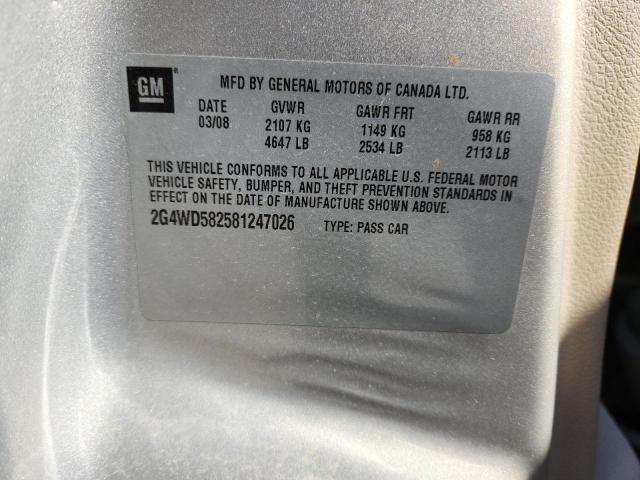 GM
MFD BY GENERAL MOTORS OF CANADA LTD.
DATE GVWR GAWR FRT GAWR RR
03/08 2107 KG 1149 KG 958 KG
4647 LB 2534 LB 2113 LB
THIS VEHICLE CONFORMS TO ALL APPLICABLE U.S. FEDERAL MOTOR
VEHICLE SAFETY, BUMPER, AND THEFT PREVENTION STANDARDS IN
EFFECT ON THE DATE OF MANUFACTURE SHOWN ABOVE.
2G4WD582581247026 TYPE: PASS CAR